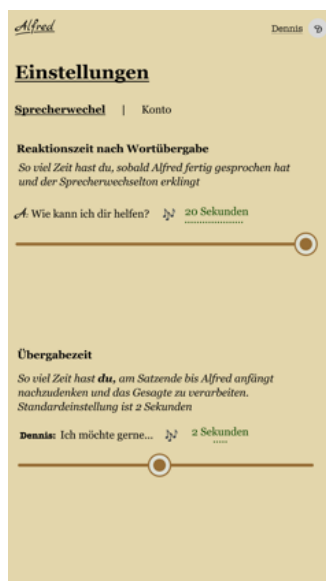 Alfred
Dennis
Einstellungen
Sprecherwechel | Konto
Reaktionszeit nach Wortübergabe
So viel Zeit hast du, sobald Alfred fertig gesprochen hat
und der Sprecherwechselton erklingt
A: Wie kann ich dir helfen? 20 Sekunden
Übergabezeit
So viel Zeit hast du, am Satzende bis Alfred anfängt
nachzudenken und das Gesagte zu verarbeiten.
Standardeinstellung ist 2 Sekunden
Dennis: Ich möchte gerne... 2 Sekunden